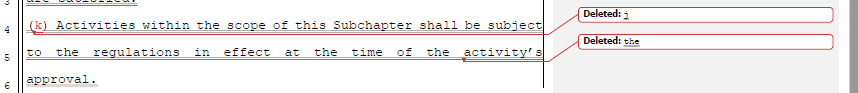 3 are satisfied.
4 (k) Activities within the scope of this Subchapter shall be subject
Deleted: j
5 to the regulations in effect at the time of the activity’s
Deleted: the
6 approval.